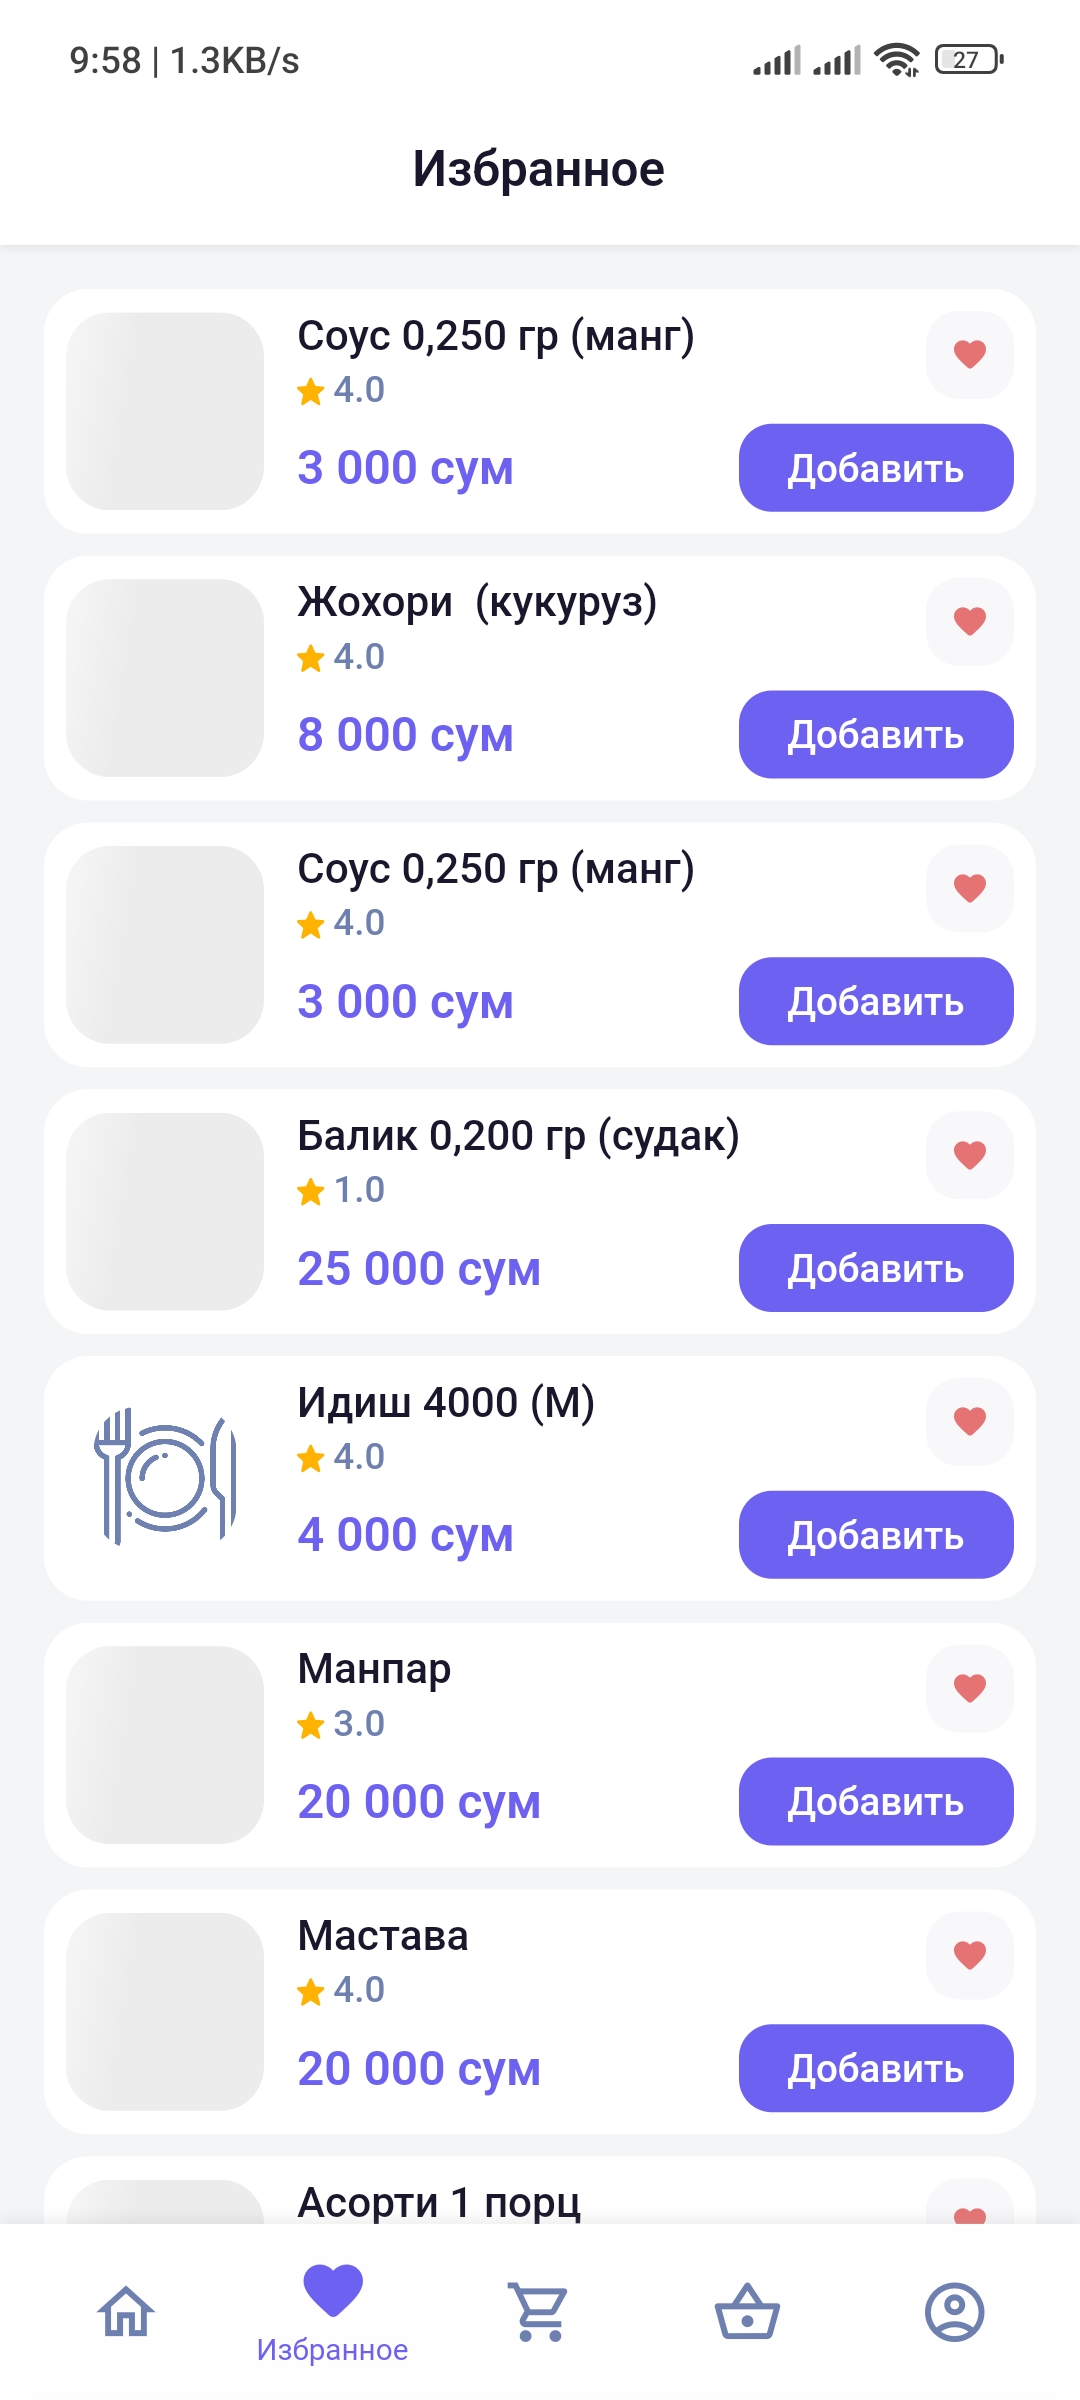 9:58 | 1.3KB/s
27
Избранное
Соус 0,250 гр (манг)
4.0
3 000 сум
Добавить
Жохори  (кукуруз)
4.0
8 000 сум
Добавить
Соус 0,250 гр (манг)
4.0
3 000 сум
Добавить
Балик 0,200 гр (судак)
1.0
25 000 сум
Добавить
Идиш 4000 (М)
4.0
4 000 сум
Добавить
Манпар
3.0
20 000 сум
Добавить
Мастава
4.0
20 000 сум
Добавить
Асорти 1 порц
Избранное